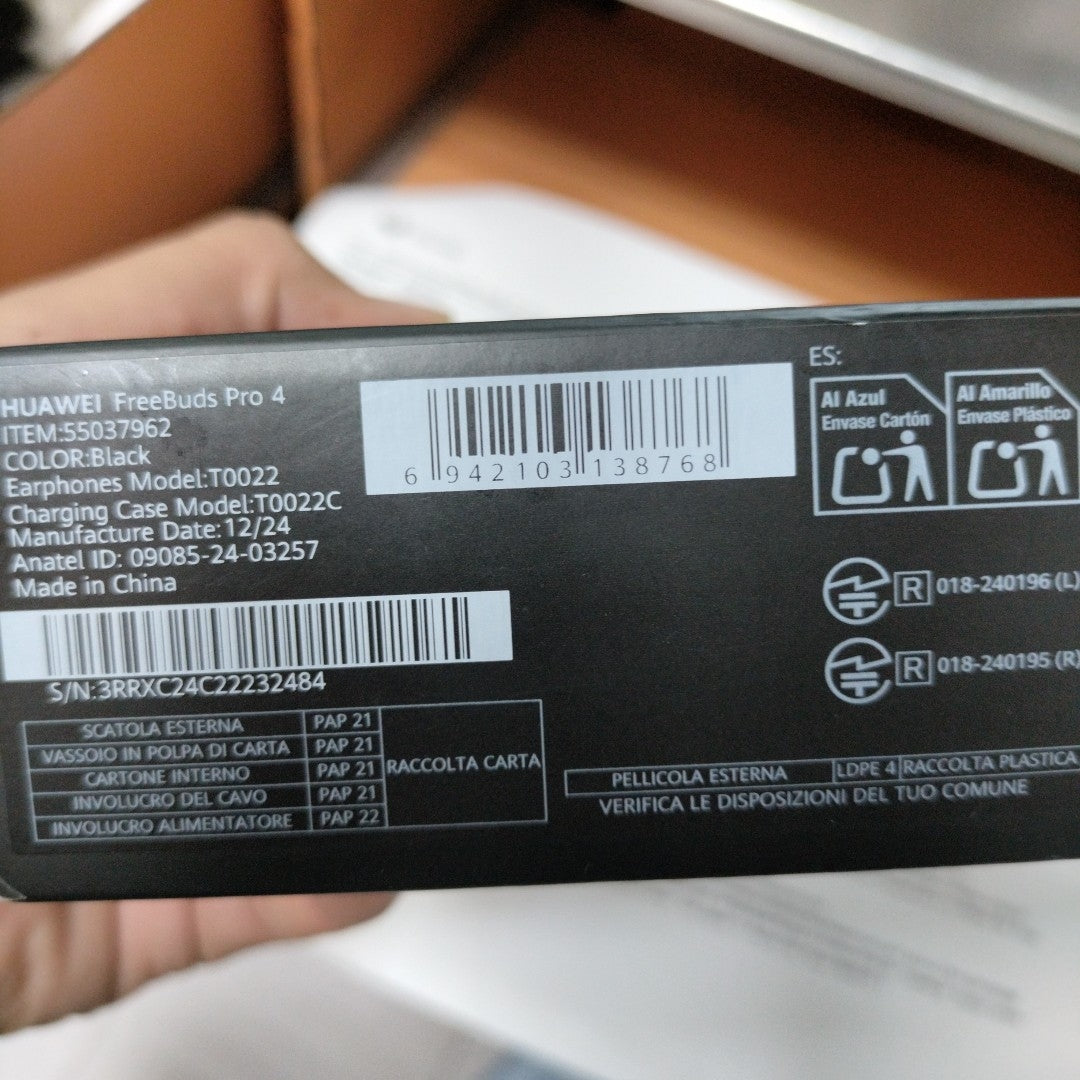 HUAWEI FreeBuds Pro 4
ITEM:55037962
COLOR:Black
Earphones Model:T0022
Charging Case Model:T0022C
Manufacture Date:12/24
Anatel ID: 09085-24-03257
Made in China
S/N:3RRXC24C22232484
6 942103 138768
ES:
Al Azul
Envase Cartón
Al Amarillo
Envase Plástico
R 018-240196 (L)
R 018-240195 (R)
SCATOLA ESTERNA PAP 21
VASSOIO IN POLPA DI CARTA PAP 21
CARTONE INTERNO PAP 21
INVOLUCRO DEL CAVO PAP 21
INVOLUCRO ALIMENTATORE PAP 22
RACCOLTA CARTA
PELLICOLA ESTERNA LDPE 4 RACCOLTA PLASTICA
VERIFICA LE DISPOSIZIONI DEL TUO COMUNE